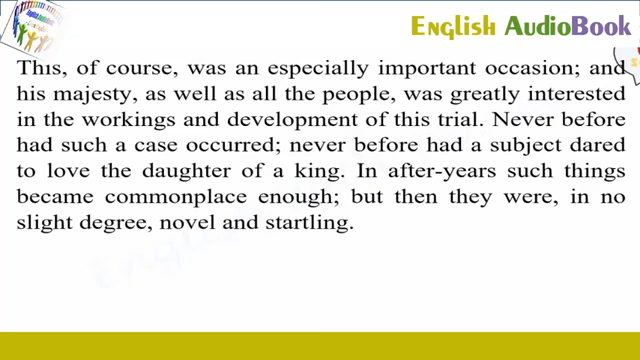 English AudioBook
This, of course, was an especially important occasion; and
his majesty, as well as all the people, was greatly interested
in the workings and development of this trial. Never before
had such a case occurred; never before had a subject dared
to love the daughter of a king. In after-years such things
became commonplace enough; but then they were, in no
slight degree, novel and startling.